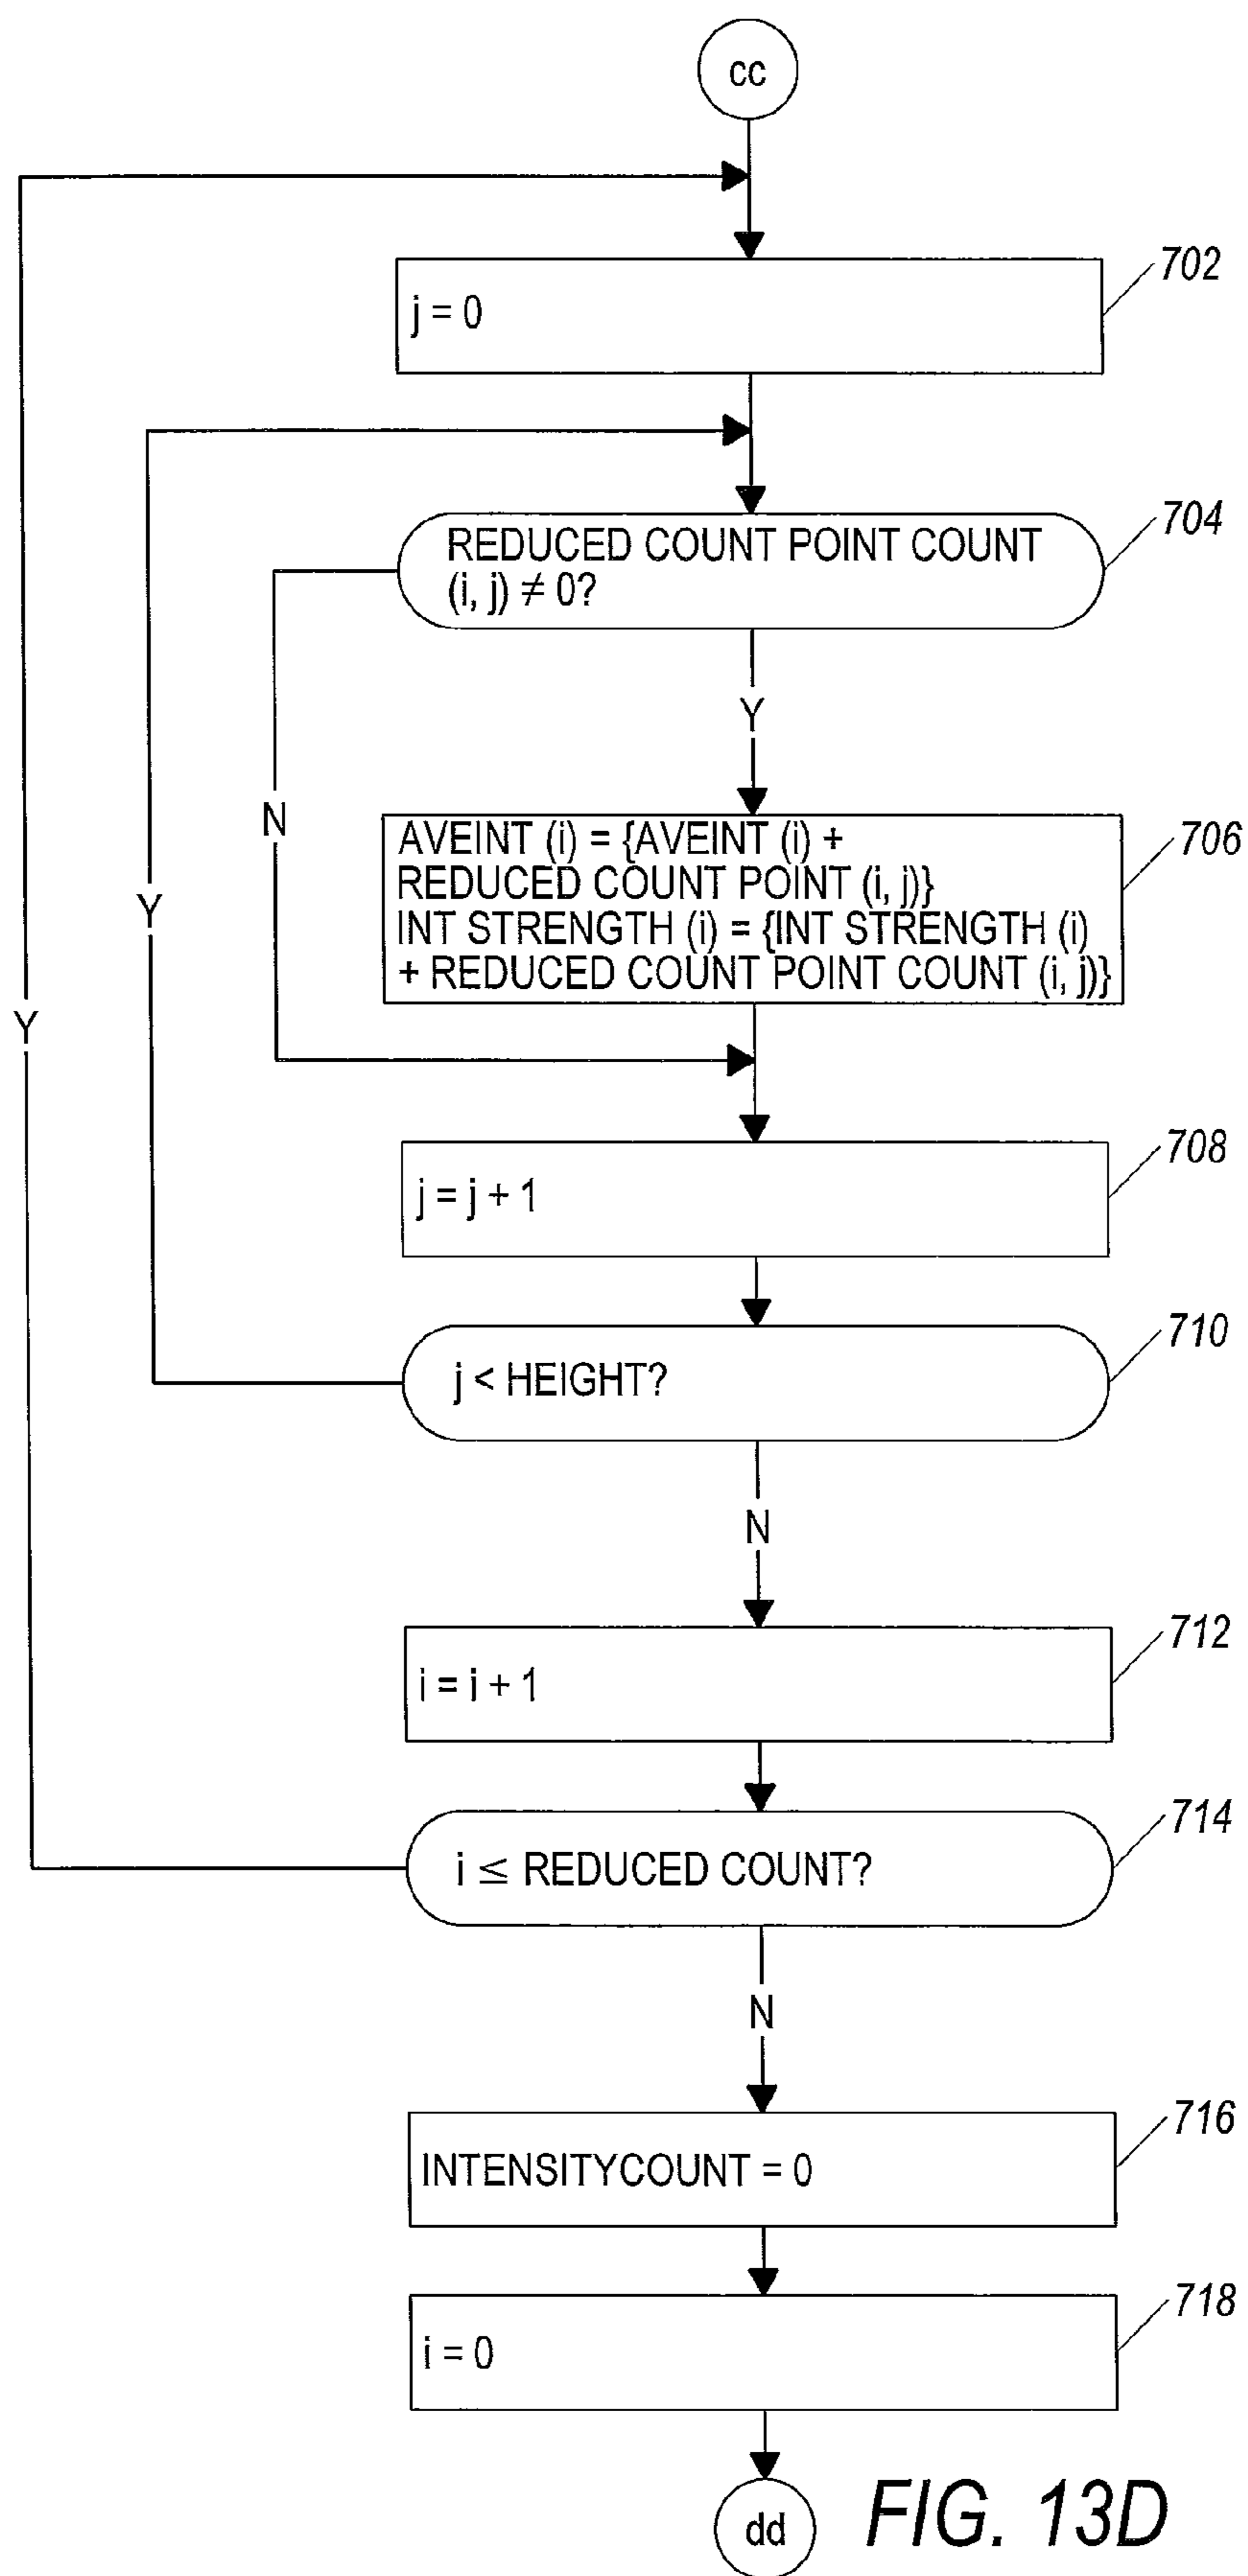 cc
702
j = 0
704
REDUCED COUNT POINT COUNT
(i, j) ≠ 0?
Y
N
706
AVEINT (i) = {AVEINT (i) +
REDUCED COUNT POINT (i, j)}
INT STRENGTH (i) = {INT STRENGTH (i)
+ REDUCED COUNT POINT COUNT (i, j)}
Y
Y
708
j = j + 1
710
j < HEIGHT?
N
712
i = i + 1
714
i ≤ REDUCED COUNT?
N
716
INTENSITYCOUNT = 0
718
i = 0
dd
FIG. 13D